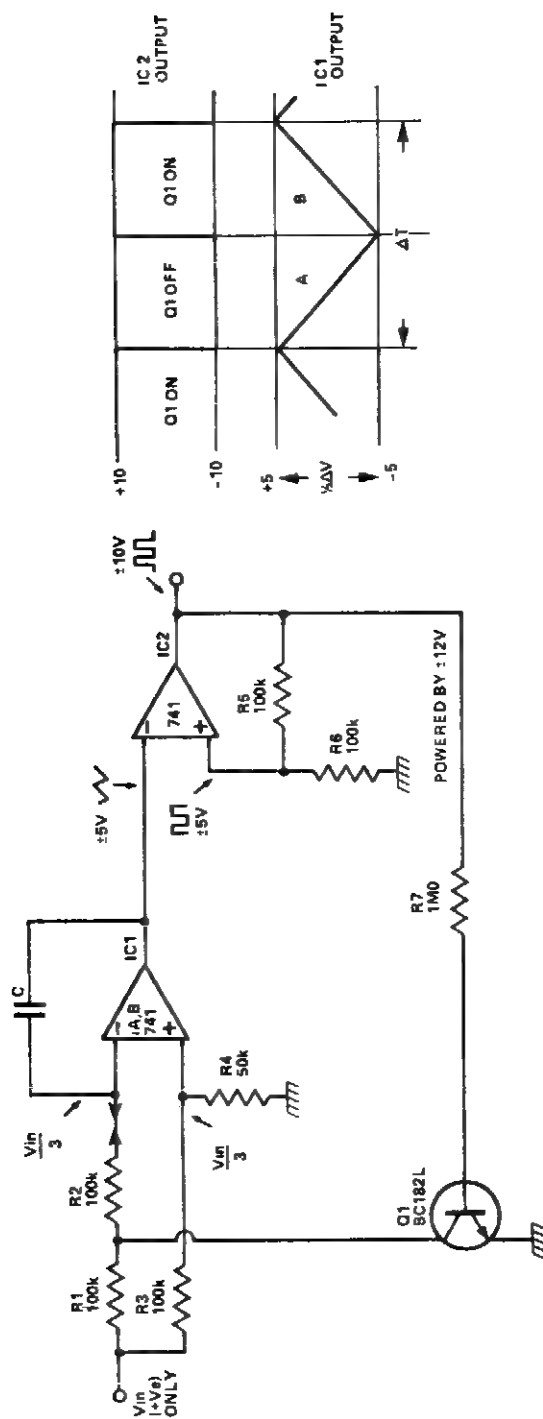 Vin
(+Ve)
ONLY
R1
100k
R2
100k
R3
100k
Vin
3
C
IC1
iA,B
741
−
+
Vin
3
R4
50k
±5V
±5V
IC2
741
−
+
±10V
R5
100k
R6
100k
POWERED BY ±12V
R7
1M0
Q1
BC182L
+10
-10
Q1 ON
Q1 OFF
Q1 ON
IC2
OUTPUT
+5
½ΔV
-5
A
B
ΔT
IC1
OUTPUT